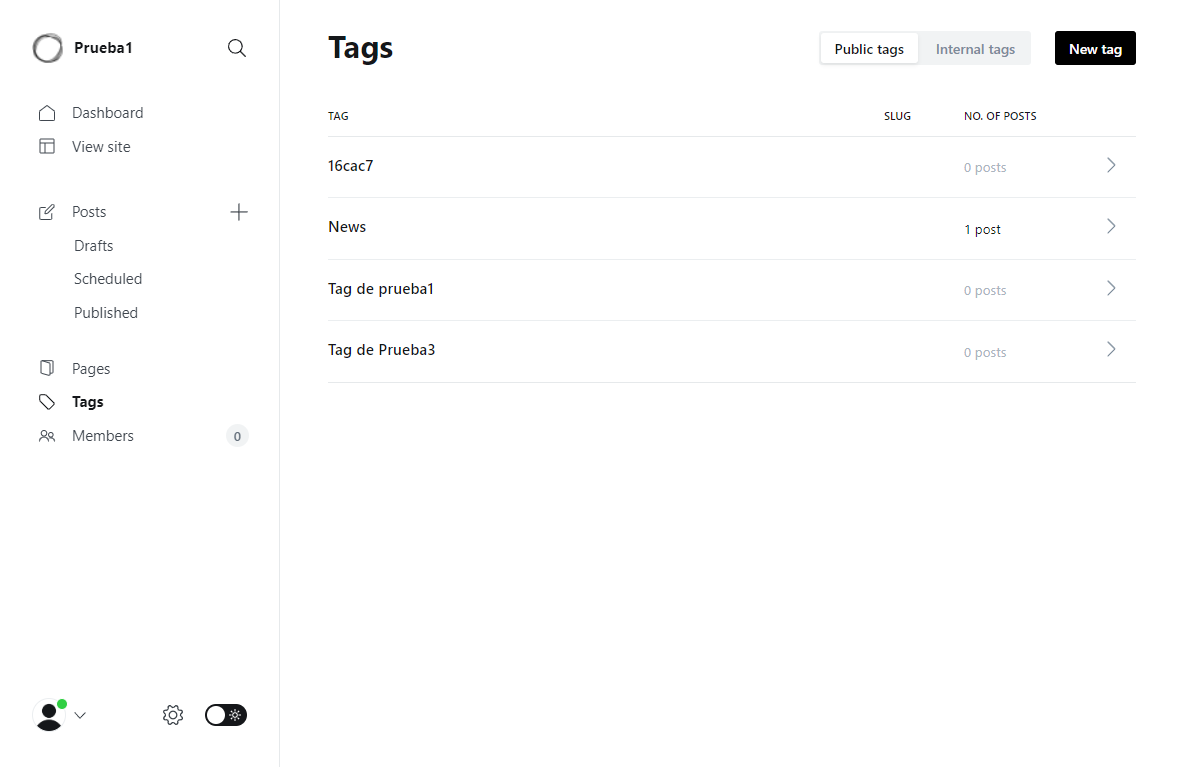 Prueba1
Dashboard
View site
Posts
Drafts
Scheduled
Published
Pages
Tags
Members 0
Tags
Public tags Internal tags New tag
TAG SLUG NO. OF POSTS
16cac7 0 posts
News 1 post
Tag de prueba1 0 posts
Tag de Prueba3 0 posts